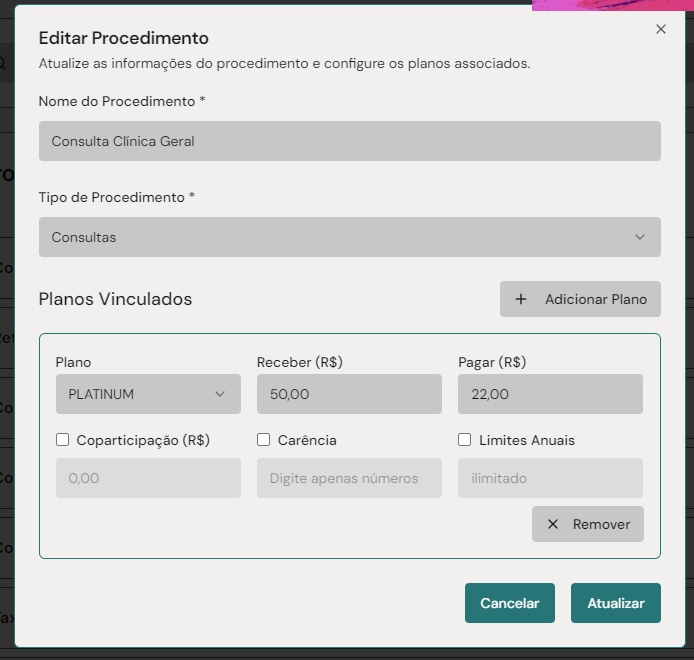 Editar Procedimento
Atualize as informações do procedimento e configure os planos associados.
Nome do Procedimento *
Consulta Clínica Geral
Tipo de Procedimento *
Consultas
Planos Vinculados
Adicionar Plano
Plano Receber (R$) Pagar (R$)
PLATINUM 50,00 22,00
Coparticipação (R$) Carência Limites Anuais
0,00 Digite apenas números ilimitado
Remover
Cancelar Atualizar